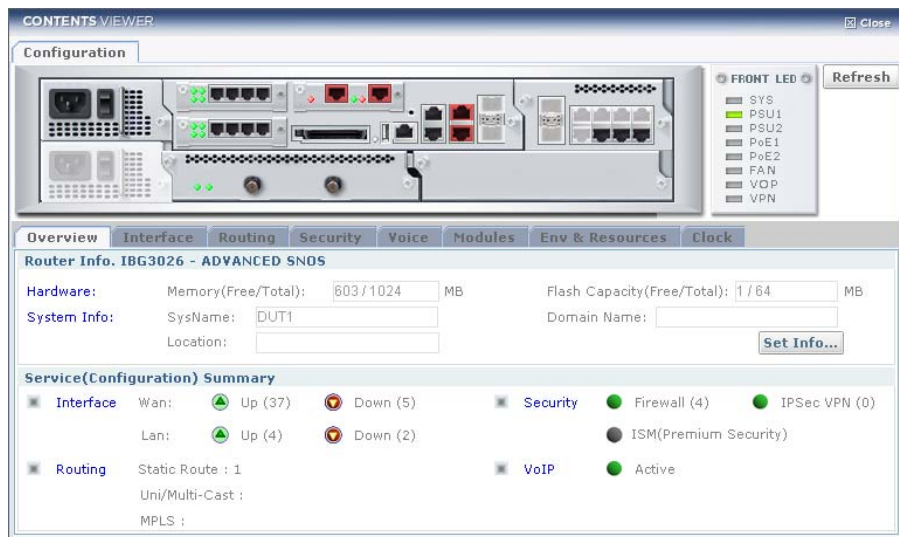 CONTENTS VIEWER
Close
Configuration
FRONT LED
Refresh
SYS
PSU1
PSU2
PoE1
PoE2
FAN
VOP
VPN
Overview Interface Routing Security Voice Modules Env & Resources Clock
Router Info. IBG3026 - ADVANCED SNOS
Hardware: Memory(Free/Total): 603/1024 MB Flash Capacity(Free/Total): 1/64 MB
System Info: SysName: DUT1 Domain Name:
Location: Set Info...
Service(Configuration) Summary
Interface Wan: Up (37) Down (5) Security Firewall (4) IPSec VPN (0)
Lan: Up (4) Down (2) ISM(Premium Security)
Routing Static Route : 1 VoIP Active
Uni/Multi-Cast :
MPLS :